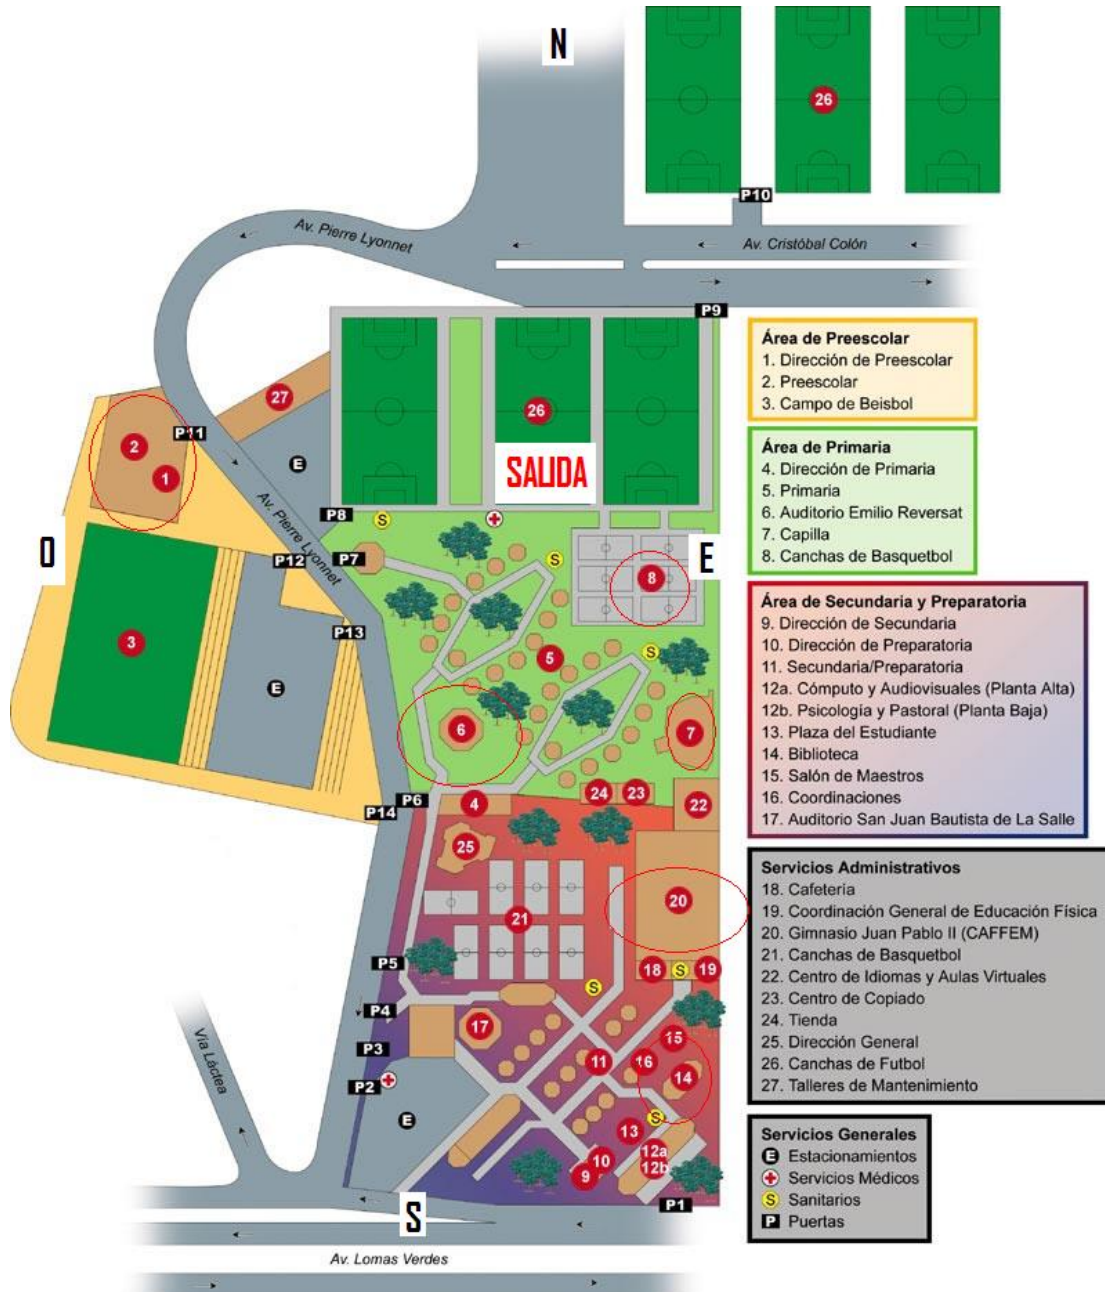 N
26
P10
Av. Pierre Lyonnet
Av. Cristóbal Colón
P9
27
26
SALIDA
2
1
P11
E
P8
S
Av. Pierre Lyonnet
O
P12
P7
S
E
8
3
P13
E
5
S
6
7
P14
P6
4
24
23
22
25
20
21
P5
18
S
19
S
P4
17
15
P3
11
16
14
P2
E
13
S
12a
12b
10
9
P1
Vía Láctea
S
Av. Lomas Verdes
Área de Preescolar
1. Dirección de Preescolar
2. Preescolar
3. Campo de Beisbol
Área de Primaria
4. Dirección de Primaria
5. Primaria
6. Auditorio Emilio Reversat
7. Capilla
8. Canchas de Basquetbol
Área de Secundaria y Preparatoria
9. Dirección de Secundaria
10. Dirección de Preparatoria
11. Secundaria/Preparatoria
12a. Cómputo y Audiovisuales (Planta Alta)
12b. Psicología y Pastoral (Planta Baja)
13. Plaza del Estudiante
14. Biblioteca
15. Salón de Maestros
16. Coordinaciones
17. Auditorio San Juan Bautista de La Salle
Servicios Administrativos
18. Cafetería
19. Coordinación General de Educación Física
20. Gimnasio Juan Pablo II (CAFFEM)
21. Canchas de Basquetbol
22. Centro de Idiomas y Aulas Virtuales
23. Centro de Copiado
24. Tienda
25. Dirección General
26. Canchas de Futbol
27. Talleres de Mantenimiento
Servicios Generales
E Estacionamientos
Servicios Médicos
S Sanitarios
P Puertas